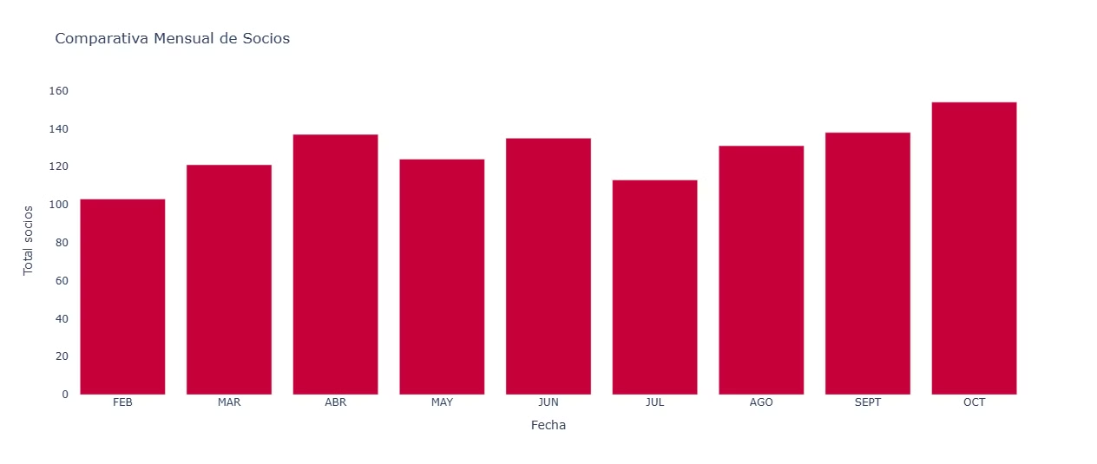 Comparativa Mensual de Socios
160
140
120
100
80
60
40
20
0
Total socios
FEB MAR ABR MAY JUN JUL AGO SEPT OCT
Fecha